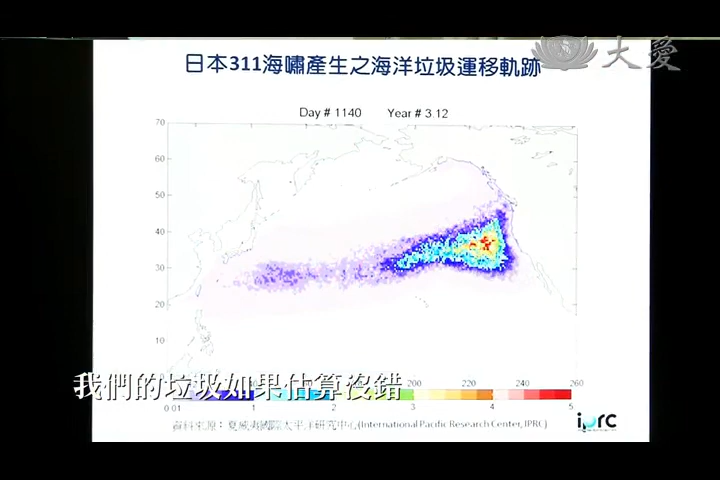 大愛
日本311海嘯產生之海洋垃圾運移軌跡
Day # 1140 Year # 3.12
70
60
50
40
30
20
10
我們的垃圾如果估算沒錯
200 220 240 260
0 01 1 2 3 4 5
資料來源：夏威夷國際太平洋研究中心(International Pacific Research Center, IPRC)
iprc